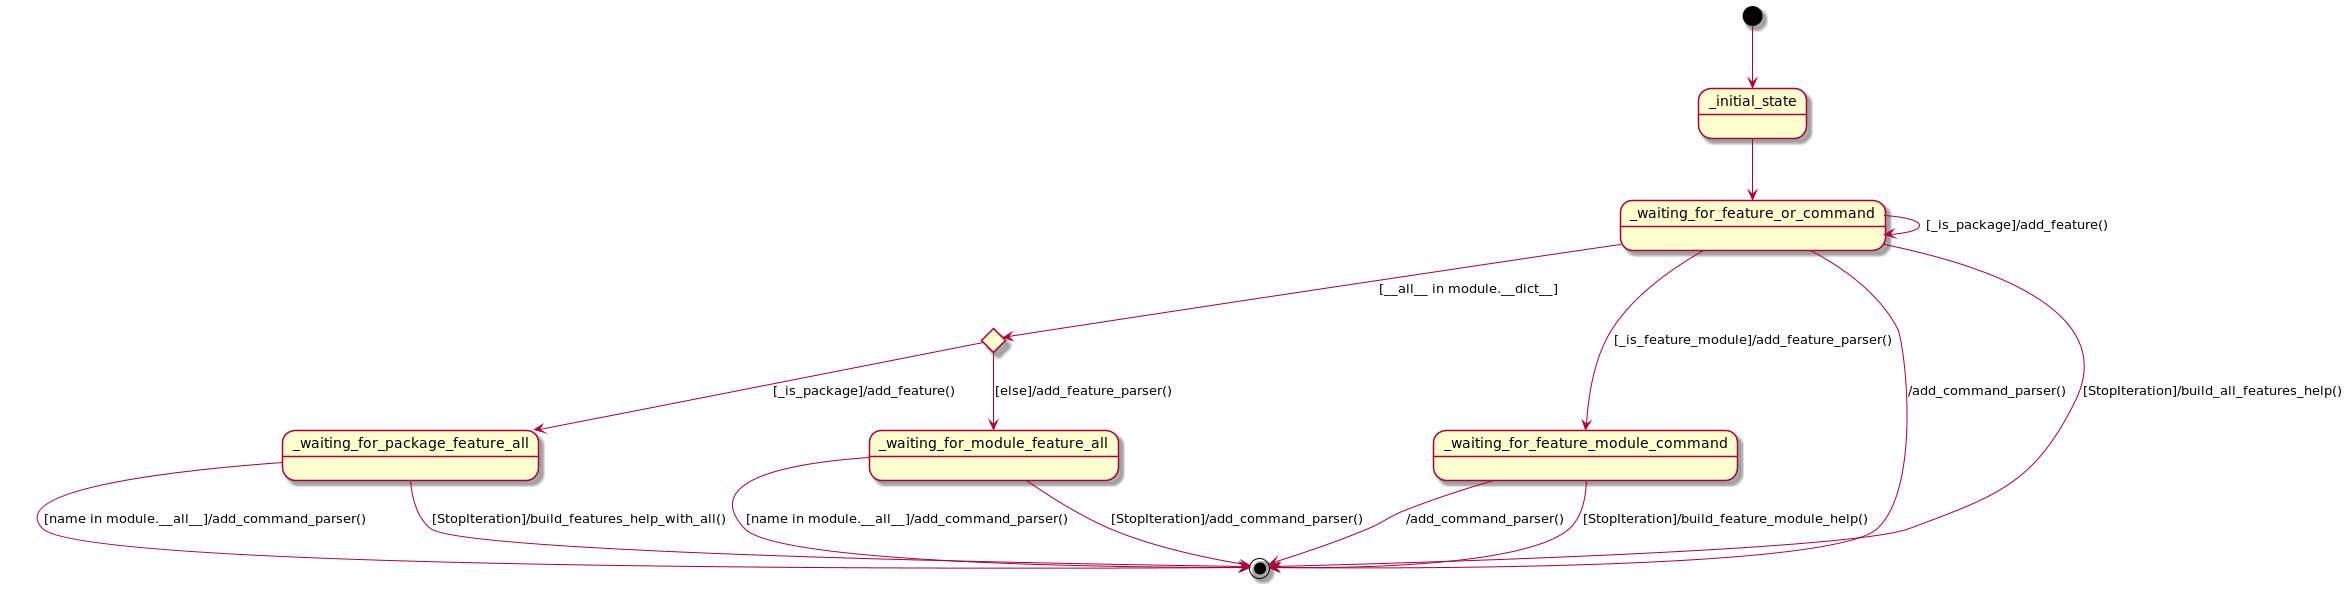 _initial_state
_waiting_for_feature_or_command
[_is_package]/add_feature()
[__all__ in module.__dict__]
[_is_feature_module]/add_feature_parser()
[_is_package]/add_feature()
[else]/add_feature_parser()
/add_command_parser()
[StopIteration]/build_all_features_help()
_waiting_for_package_feature_all
_waiting_for_module_feature_all
_waiting_for_feature_module_command
[name in module.__all__]/add_command_parser()
[StopIteration]/build_features_help_with_all()
[name in module.__all__]/add_command_parser()
[StopIteration]/add_command_parser()
/add_command_parser()
[StopIteration]/build_feature_module_help()